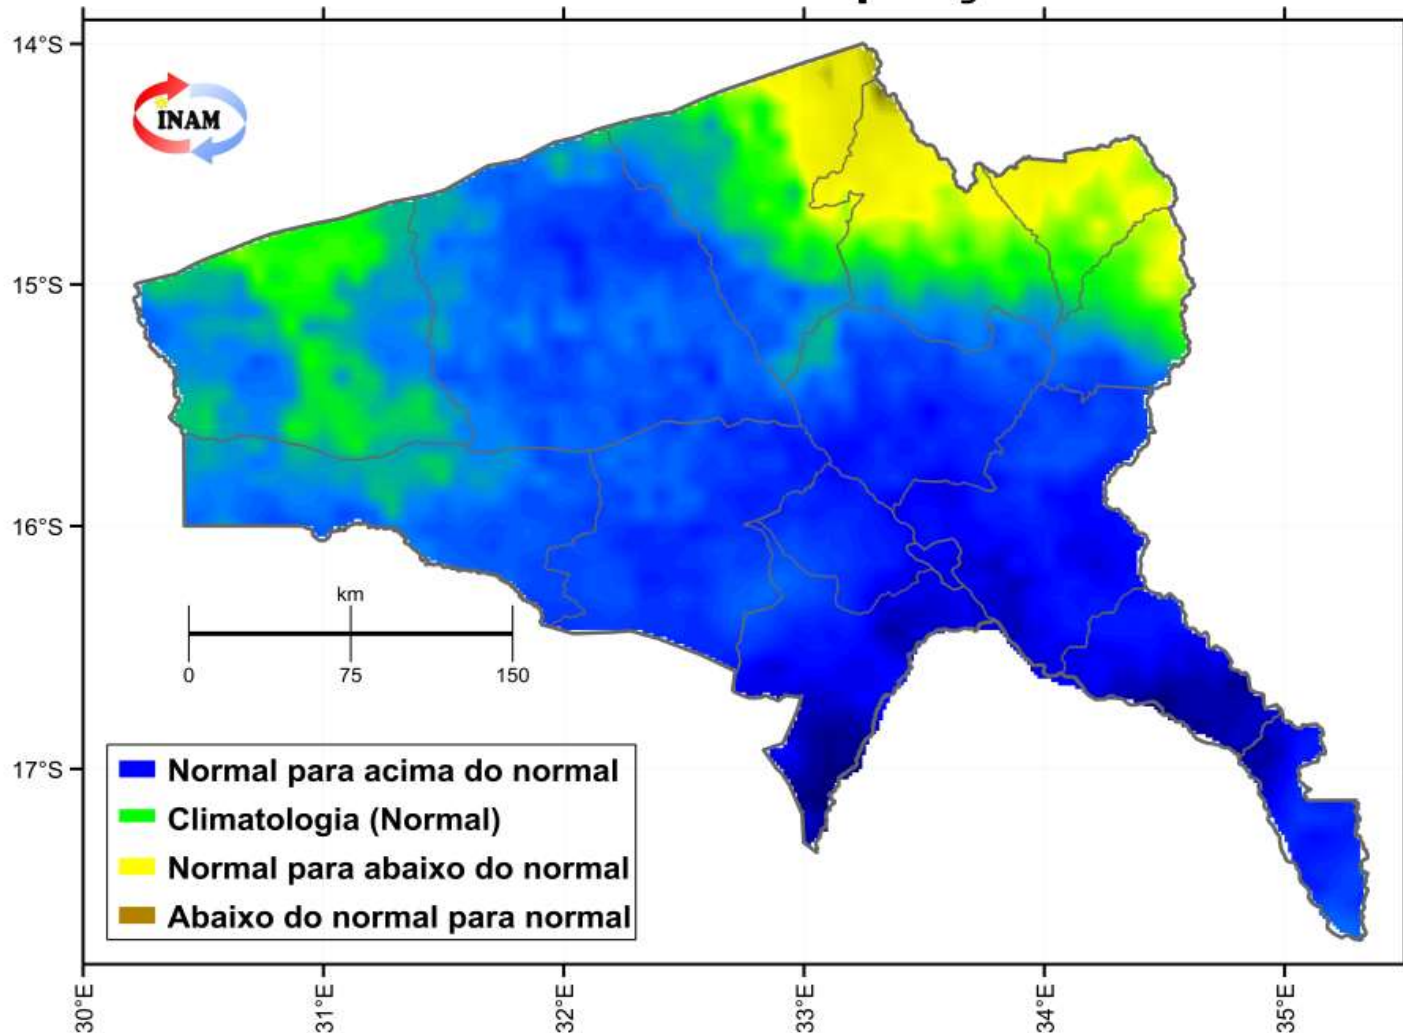 14°S
INAM
15°S
16°S
km
0 75 150
17°S
Normal para acima do normal
Climatologia (Normal)
Normal para abaixo do normal
Abaixo do normal para normal
30°E 31°E 32°E 33°E 34°E 35°E